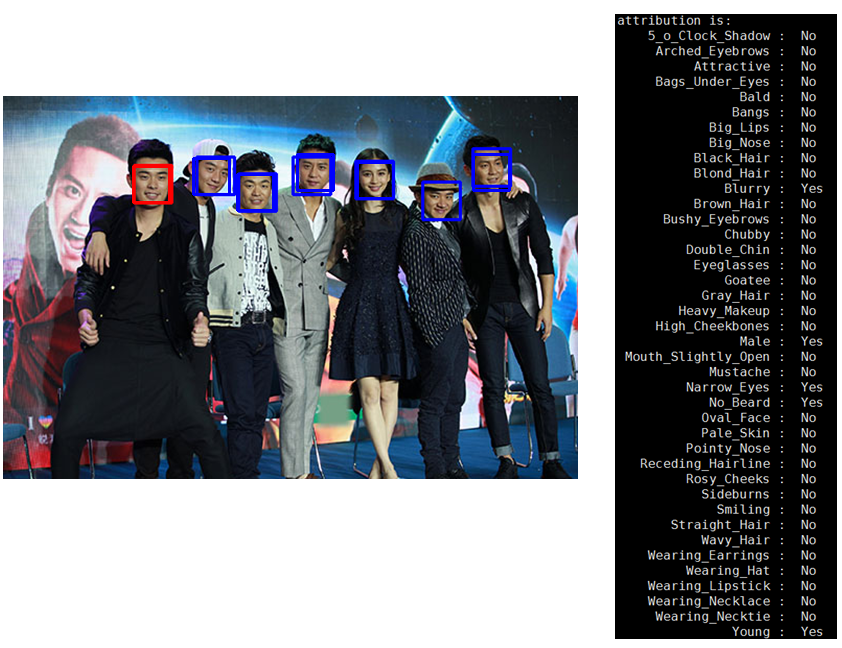 attribution is:
5_o_Clock_Shadow : No
Arched_Eyebrows : No
Attractive : No
Bags_Under_Eyes : No
Bald : No
Bangs : No
Big_Lips : No
Big_Nose : No
Black_Hair : No
Blond_Hair : No
Blurry : Yes
Brown_Hair : No
Bushy_Eyebrows : No
Chubby : No
Double_Chin : No
Eyeglasses : No
Goatee : No
Gray_Hair : No
Heavy_Makeup : No
High_Cheekbones : No
Male : Yes
Mouth_Slightly_Open : No
Mustache : No
Narrow_Eyes : Yes
No_Beard : Yes
Oval_Face : No
Pale_Skin : No
Pointy_Nose : No
Receding_Hairline : No
Rosy_Cheeks : No
Sideburns : No
Smiling : No
Straight_Hair : No
Wavy_Hair : No
Wearing_Earrings : No
Wearing_Hat : No
Wearing_Lipstick : No
Wearing_Necklace : No
Wearing_Necktie : No
Young : Yes